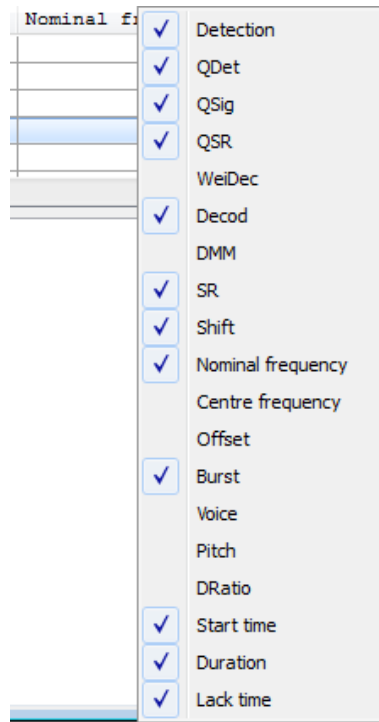 Nominal f
Detection
QDet
QSig
QSR
WeiDec
Decod
DMM
SR
Shift
Nominal frequency
Centre frequency
Offset
Burst
Voice
Pitch
DRatio
Start time
Duration
Lack time